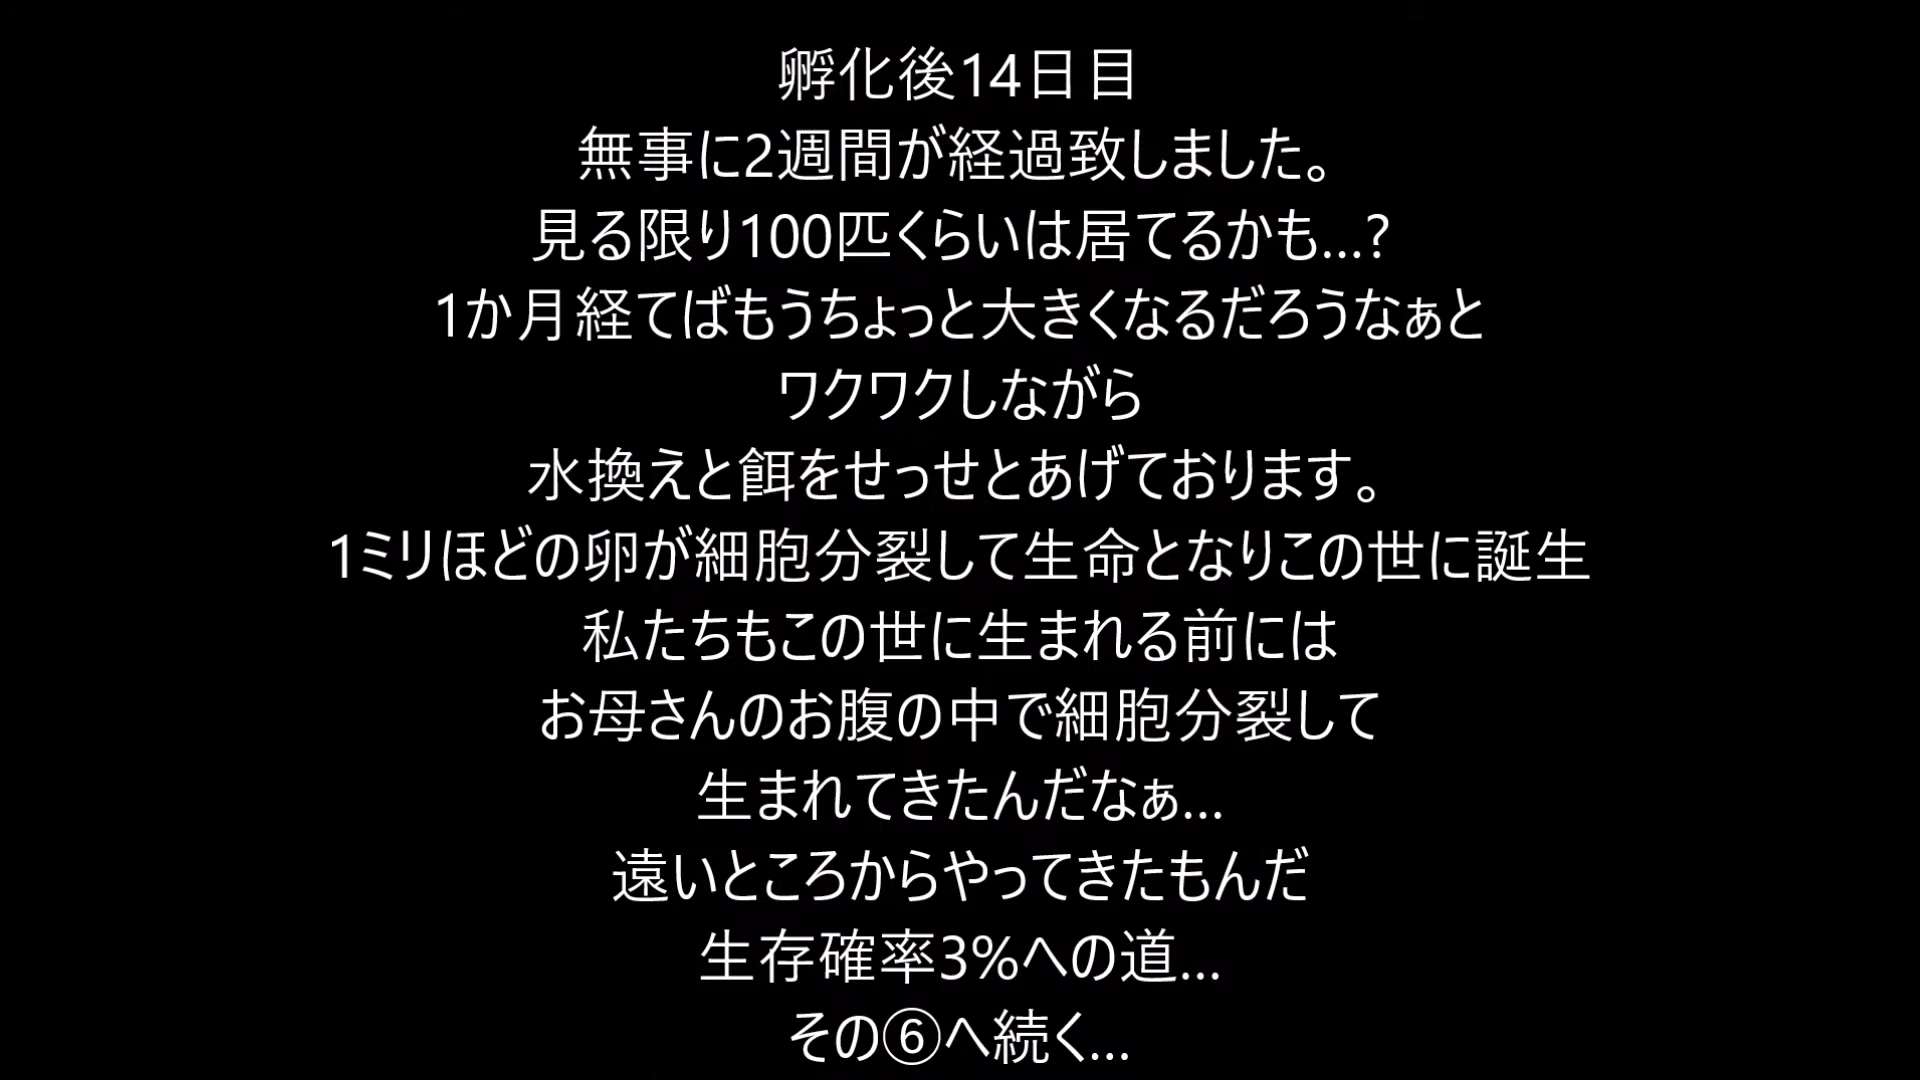 孵化後14日目
無事に2週間が経過致しました。
見る限り100匹くらいは居てるかも...?
1か月経てばもうちょっと大きくなるだろうなぁと
ワクワクしながら
水換えと餌をせっせとあげております。
1ミリほどの卵が細胞分裂して生命となりこの世に誕生
私たちもこの世に生まれる前には
お母さんのお腹の中で細胞分裂して
生まれてきたんだなぁ...
遠いところからやってきたもんだ
生存確率3%への道...
その⑥へ続く...